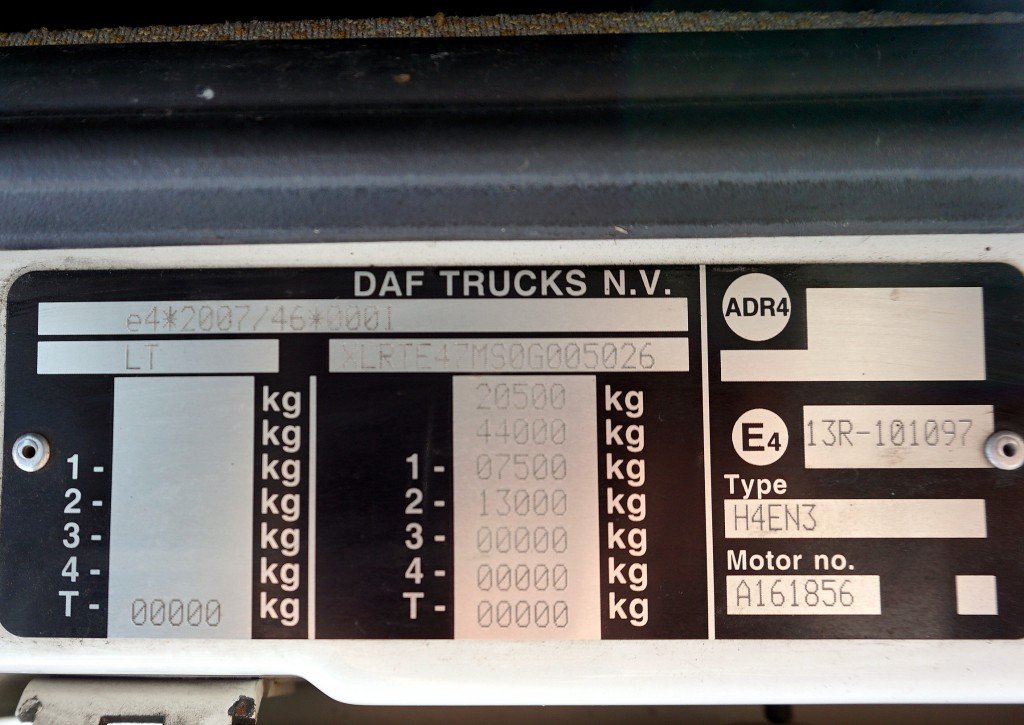 DAF TRUCKS N.V.
e4*2007/46*0001
LT
XLRTE47MS0G005026
kg 20500 kg
kg 44000 kg
1- kg 1- 07500 kg
2- kg 2- 13000 kg
3- kg 3- 00000 kg
4- kg 4- 00000 kg
T- 00000 kg T- 00000 kg
ADR4
E4 13R-101097
Type
H4EN3
Motor no.
A161856